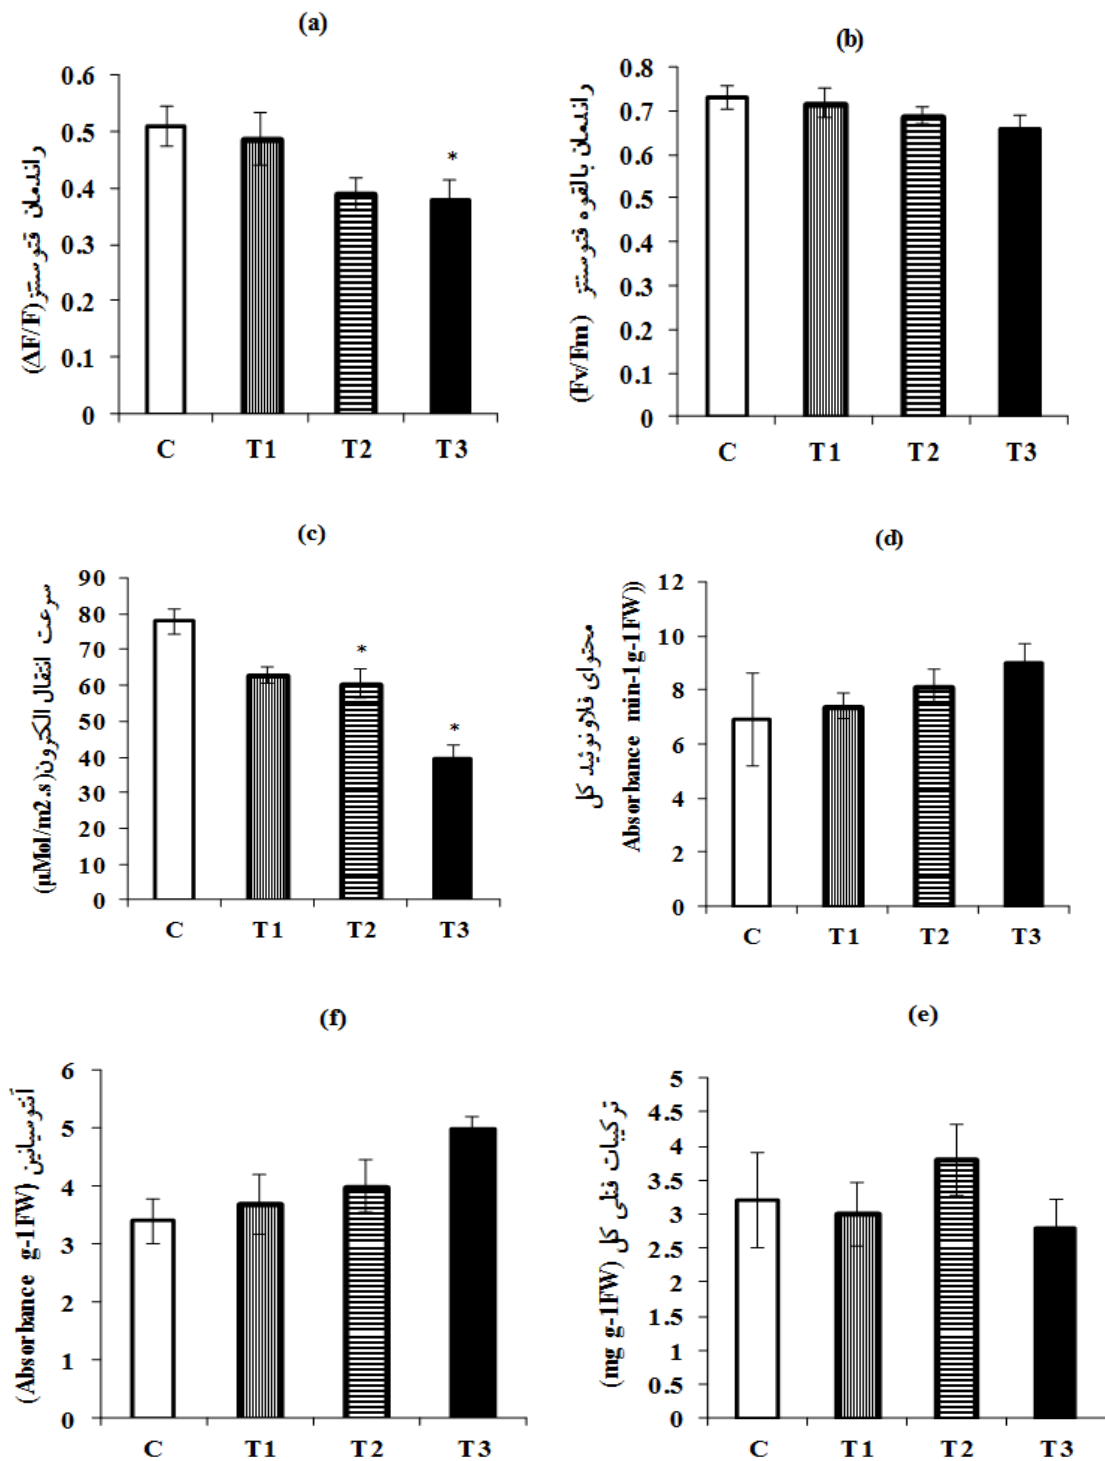 (a)
راندمان فتوسنتز(ΔF/F)
0.6
0.5
0.4
0.3
0.2
0.1
0
*
C T1 T2 T3
(b)
راندمان بالقوه فتوسنتز (Fv/Fm)
0.8
0.7
0.6
0.5
0.4
0.3
0.2
0.1
0
C T1 T2 T3
(c)
سرعت انتقال الکترون(µMol/m2.s)
90
80
70
60
50
40
30
20
10
0
*
*
C T1 T2 T3
(d)
محتوای فلاونوئید کل
Absorbance min-1g-1FW))
12
10
8
6
4
2
0
C T1 T2 T3
(f)
آنتوسیانین (Absorbance g-1FW)
6
5
4
3
2
1
0
C T1 T2 T3
(e)
ترکیبات فنلی کل (mg g-1FW)
5
4.5
4
3.5
3
2.5
2
1.5
1
0.5
0
C T1 T2 T3